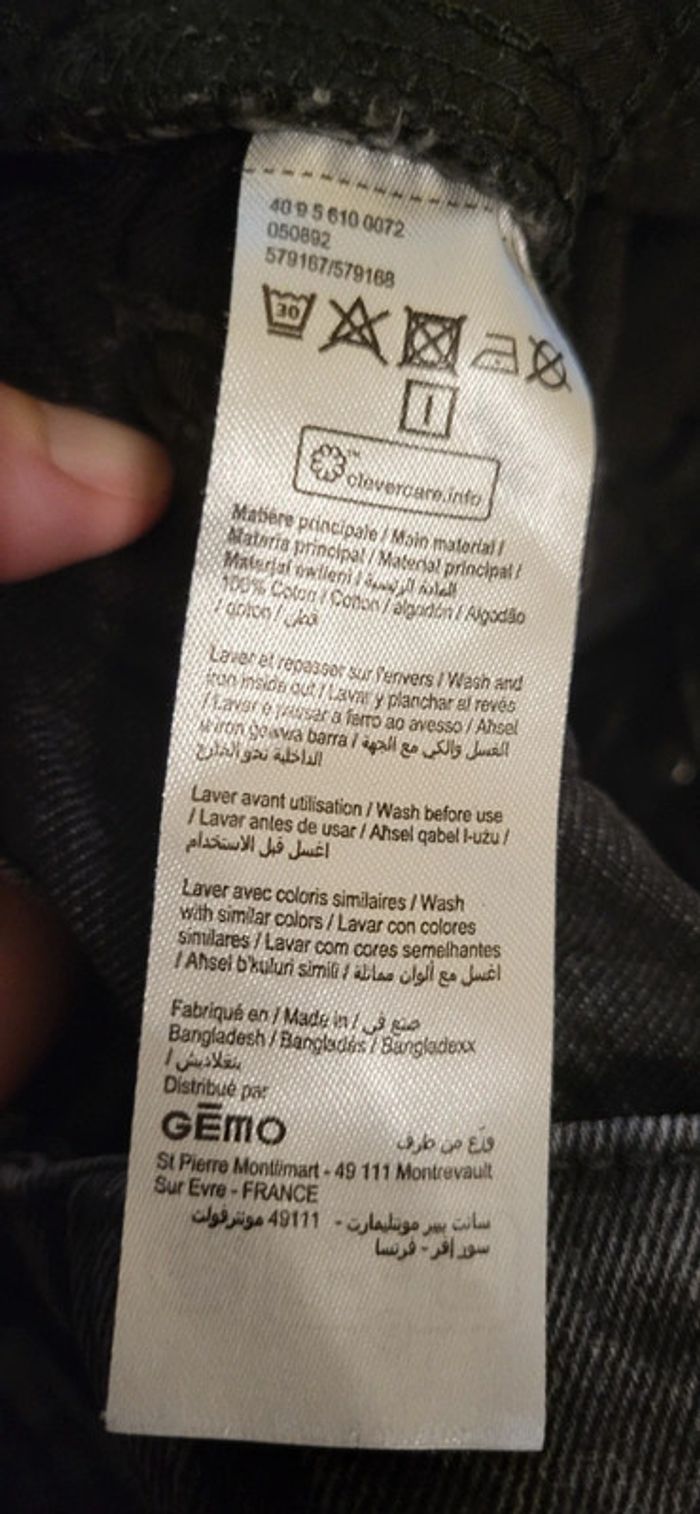 40 9 5 610 0072
050892
579167/579168
30
clevercare.info
Matière principale / Main material /
Materia principal / Material principal /
Materjal ewlieni / المادة الرئيسية
100% Coton / Cotton / algodón / Algodão
/ qoton / قطن
Laver et repasser sur l'envers / Wash and
iron inside out / Lavar y planchar al revés
/ Lavar e passar a ferro ao avesso / Aħsel
u iron ġewwa barra / الغسل والكي مع الجهة
الداخلية نحو الخارج
Laver avant utilisation / Wash before use
/ Lavar antes de usar / Aħsel qabel l-użu /
اغسل قبل الاستخدام
Laver avec coloris similaires / Wash
with similar colors / Lavar con colores
similares / Lavar com cores semelhantes
/ Aħsel b'kuluri simili / اغسل مع ألوان مماثلة
Fabriqué en / Made in / صنع في
Bangladesh / Bangladés / Bangladexx
/ بنغلاديش
Distribué par
GĒMO فزّع من طرف
St Pierre Montlimart - 49 111 Montrevault
Sur Evre - FRANCE
سانت بيير مونتليمارت - 49111 مونترفولت
سور إفر - فرنسا